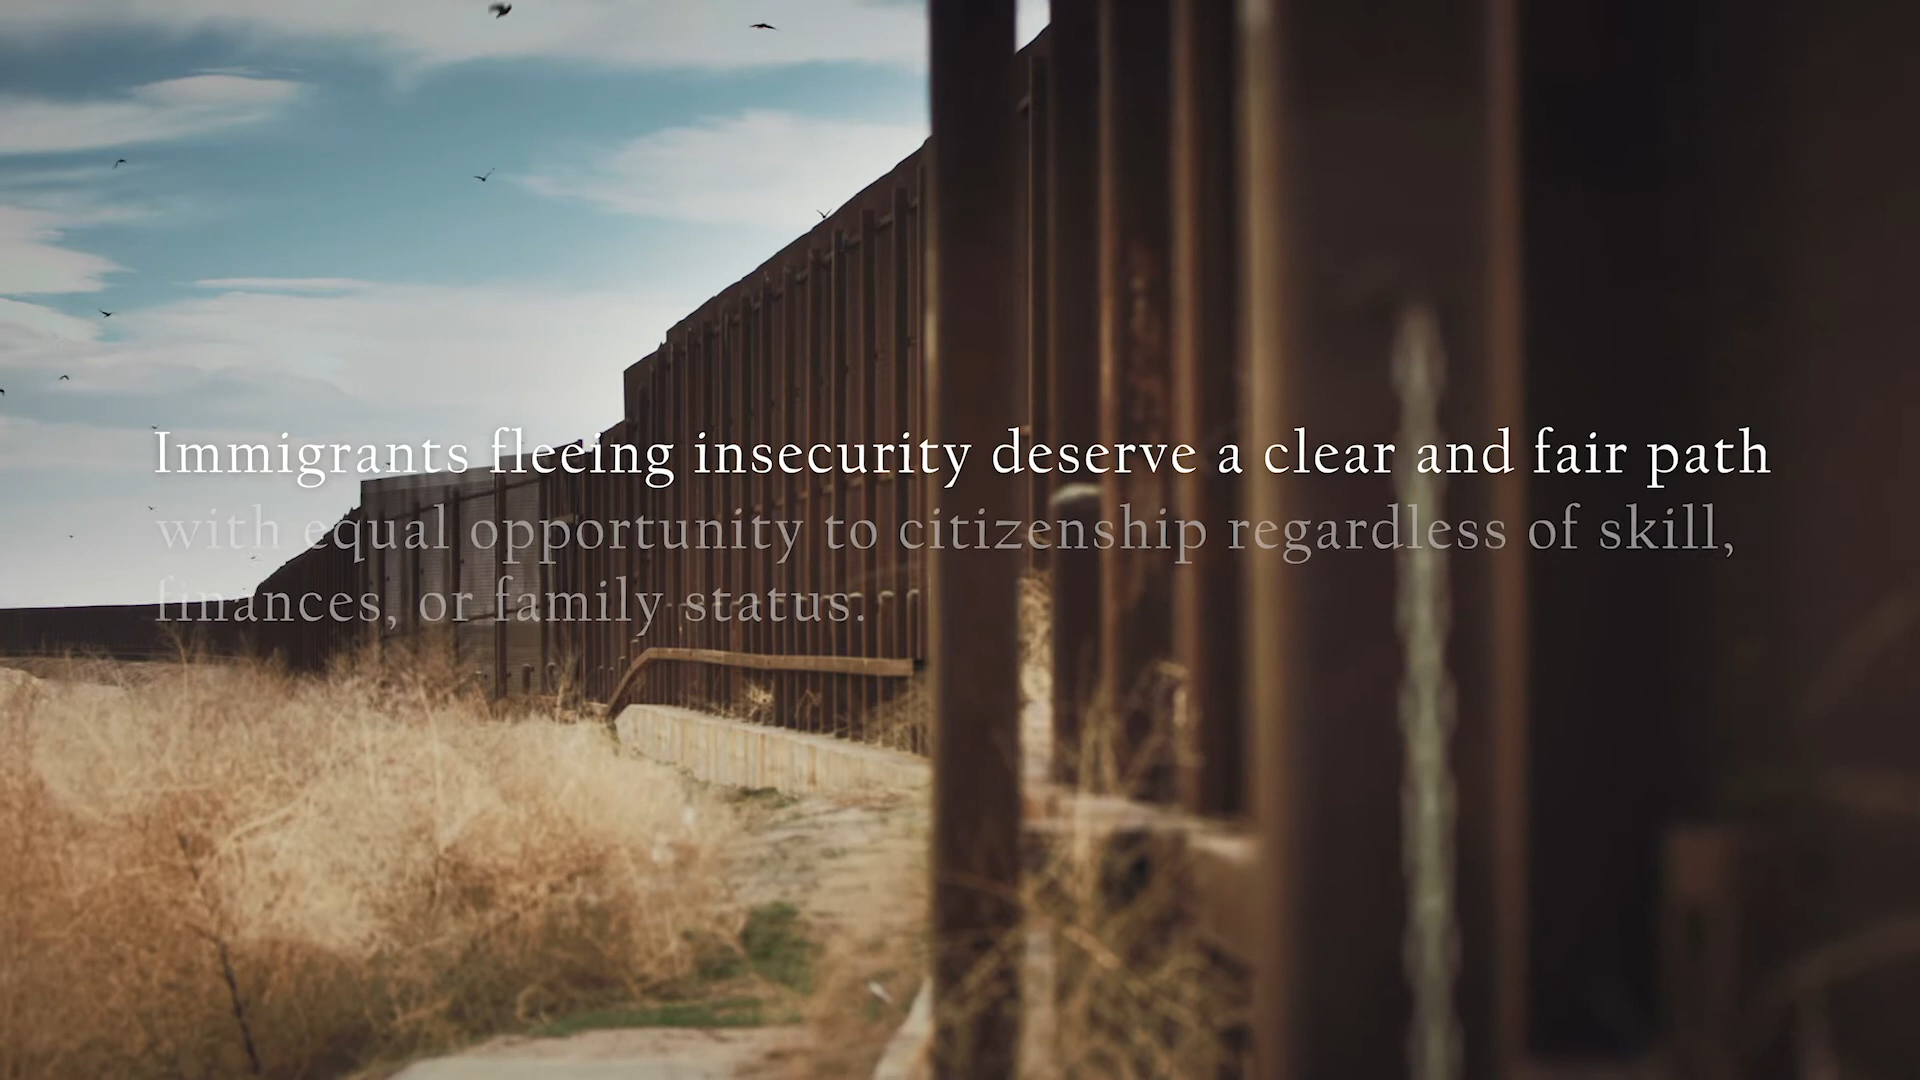 Immigrants fleeing insecurity deserve a clear and fair path
with equal opportunity to citizenship regardless of skill,
finances, or family status.